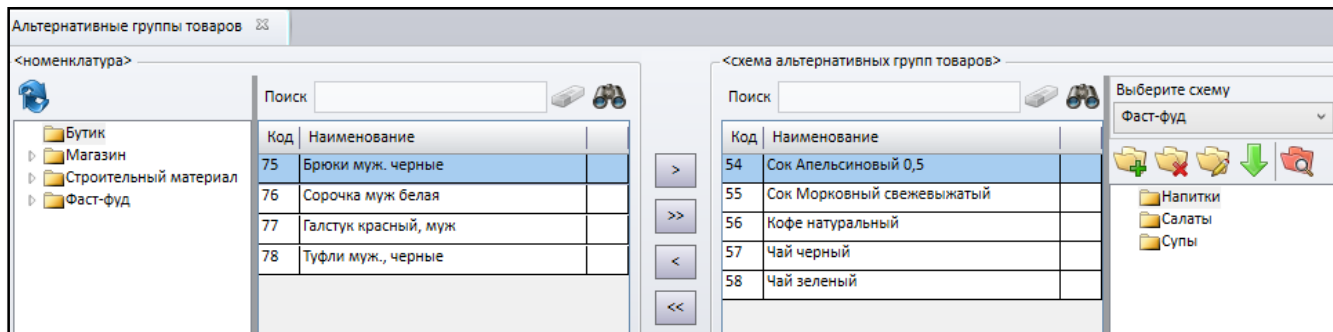 Альтернативные группы товаров
<номенклатура>
Поиск
Бутик
Магазин
Строительный материал
Фаст-фуд
Код Наименование
75 Брюки муж. черные
76 Сорочка муж белая
77 Галстук красный, муж
78 Туфли муж., черные
>
>>
<
<<
<схема альтернативных групп товаров>
Поиск
Код Наименование
54 Сок Апельсиновый 0,5
55 Сок Морковный свежевыжатый
56 Кофе натуральный
57 Чай черный
58 Чай зеленый
Выберите схему
Фаст-фуд
Напитки
Салаты
Супы